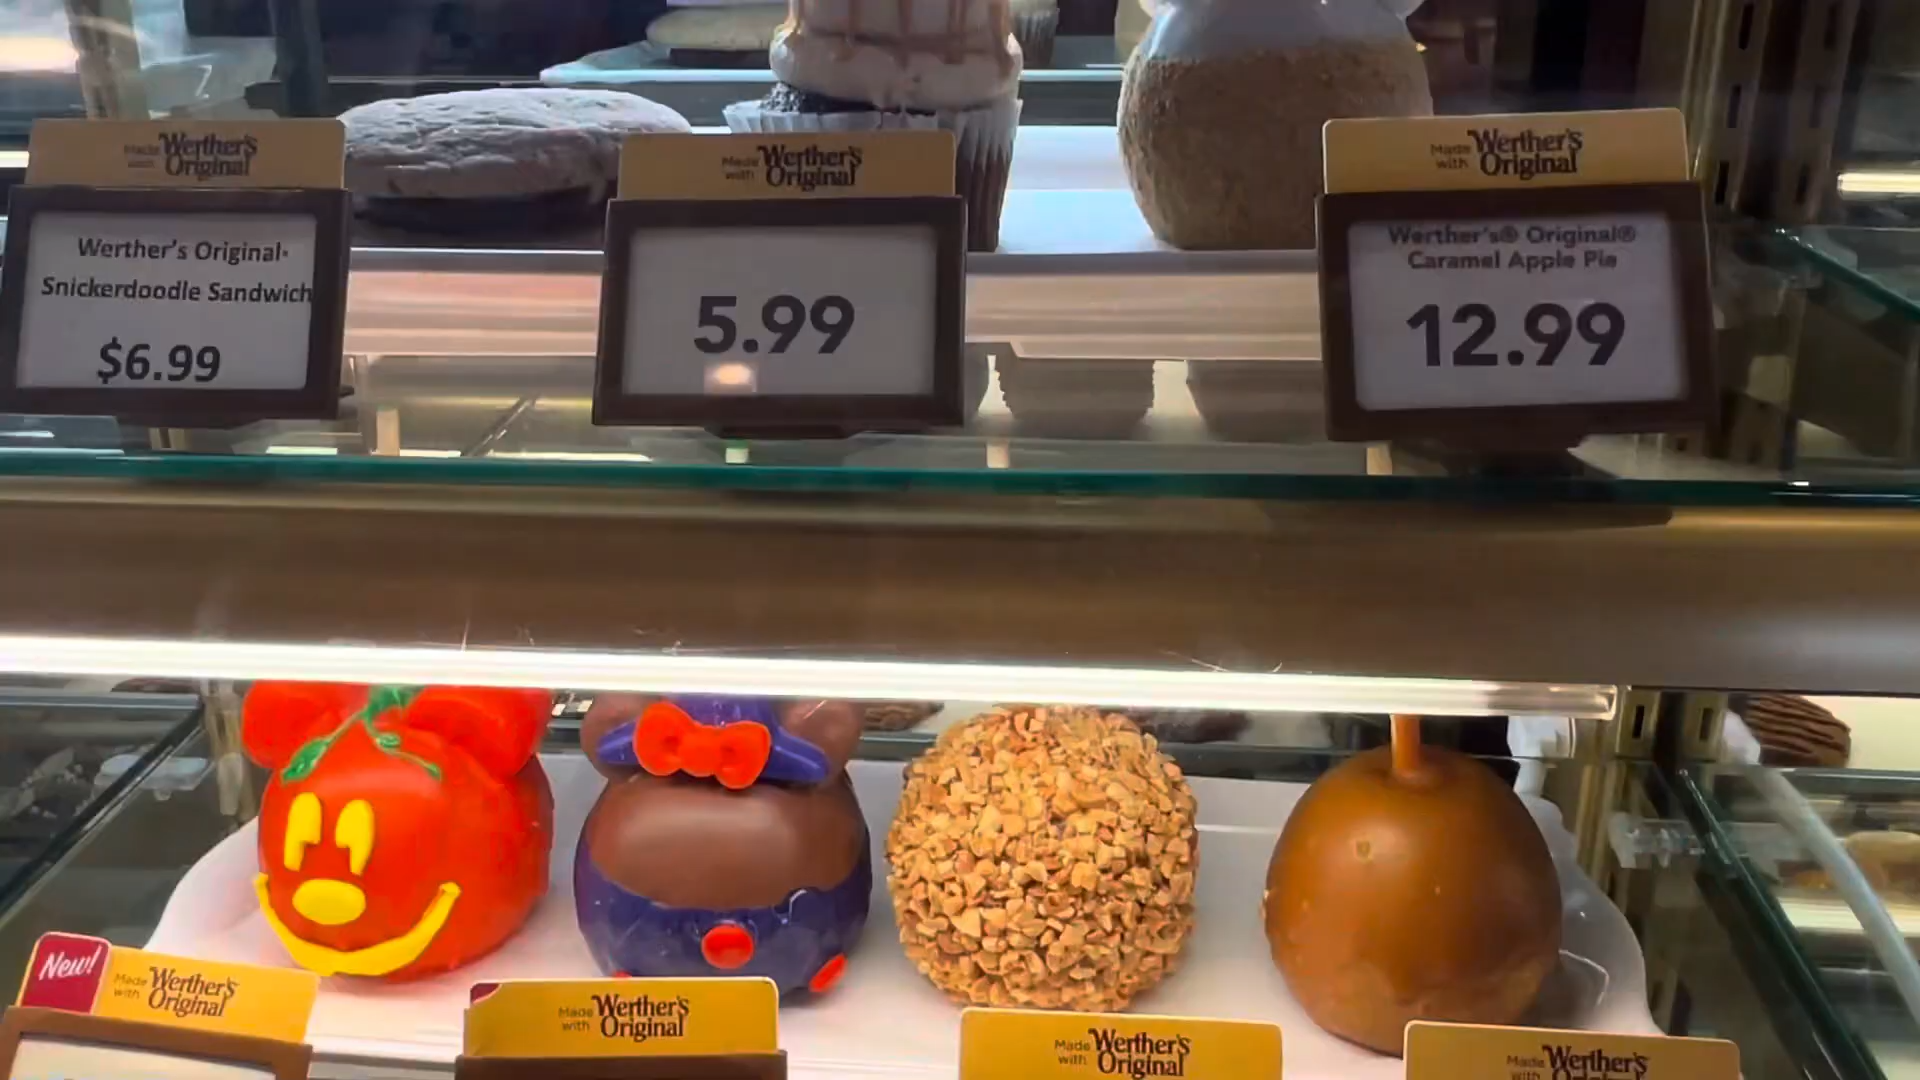 Made with Werther's Original
Werther's Original
Snickerdoodle Sandwich
$6.99
Made with Werther's Original
5.99
Made with Werther's Original
Werther's® Original®
Caramel Apple Pie
12.99
New!
Made with Werther's Original
Made with Werther's Original
Made with Werther's Original
Made with Werther's Original